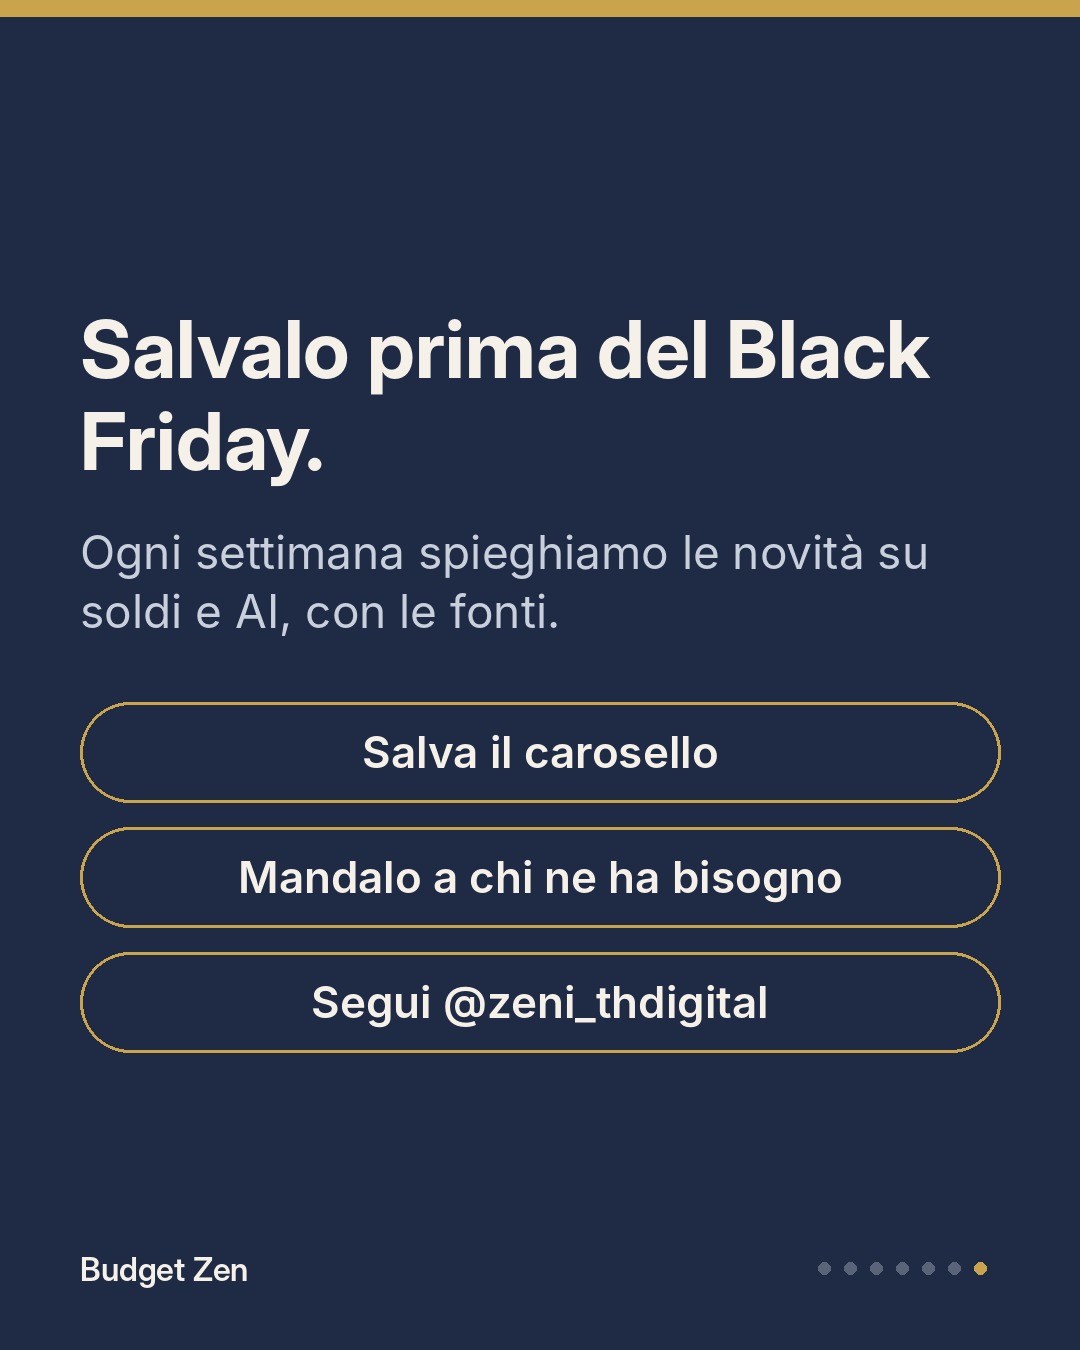 Salvalo prima del Black
Friday.
Ogni settimana spieghiamo le novità su
soldi e AI, con le fonti.
Salva il carosello
Mandalo a chi ne ha bisogno
Segui @zeni_thdigital
Budget Zen